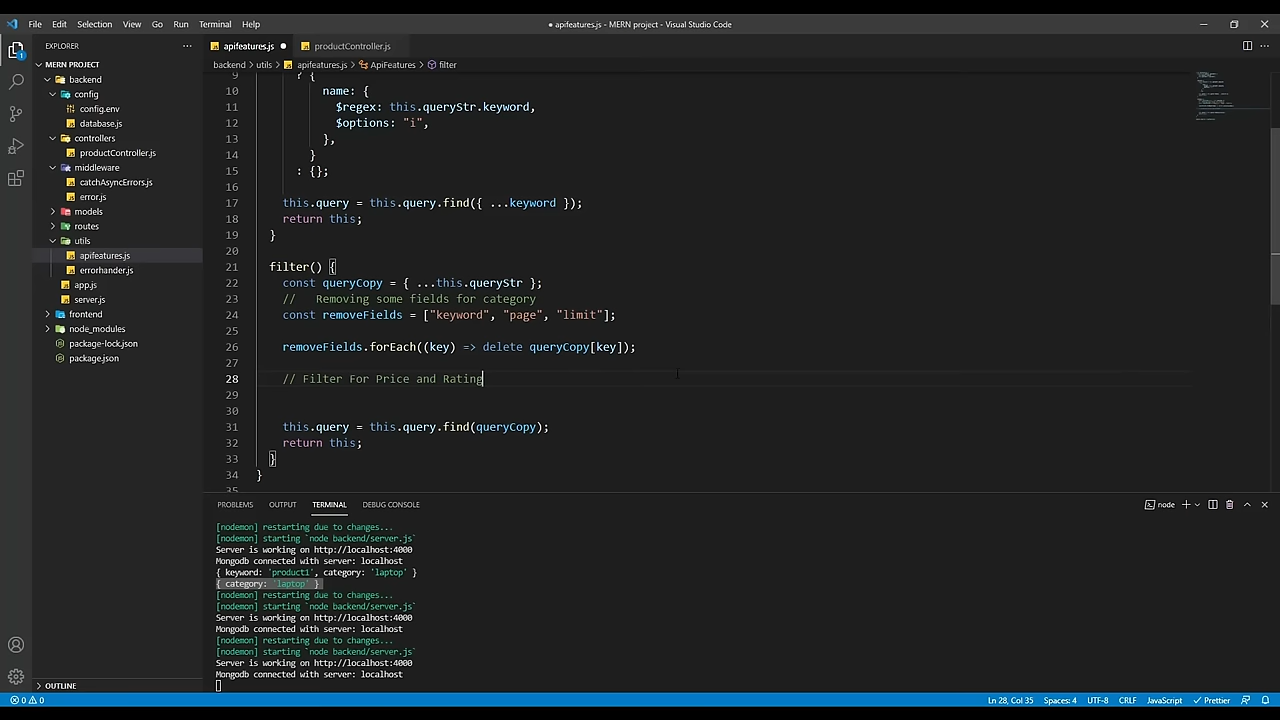 File Edit Selection View Go Run Terminal Help
● apifeatures.js - MERN project - Visual Studio Code
EXPLORER
MERN PROJECT
backend
config
config.env
database.js
controllers
productController.js
middleware
catchAsyncErrors.js
error.js
models
routes
utils
apifeatures.js
errorhander.js
app.js
server.js
frontend
node_modules
package-lock.json
package.json
OUTLINE
apifeatures.js ● productController.js
backend > utils > apifeatures.js > ApiFeatures > filter
9 ? {
10 name: {
11 $regex: this.queryStr.keyword,
12 $options: "i",
13 },
14 }
15 : {};
16
17 this.query = this.query.find({ ...keyword });
18 return this;
19 }
20
21 filter() {
22 const queryCopy = { ...this.queryStr };
23 //   Removing some fields for category
24 const removeFields = ["keyword", "page", "limit"];
25
26 removeFields.forEach((key) => delete queryCopy[key]);
27
28 // Filter For Price and Rating
29
30
31 this.query = this.query.find(queryCopy);
32 return this;
33 }
34 }
35
PROBLEMS OUTPUT TERMINAL DEBUG CONSOLE
node
[nodemon] restarting due to changes...
[nodemon] starting `node backend/server.js`
Server is working on http://localhost:4000
Mongodb connected with server: localhost
{ keyword: 'product1', category: 'laptop' }
{ category: 'laptop' }
[nodemon] restarting due to changes...
[nodemon] starting `node backend/server.js`
Server is working on http://localhost:4000
Mongodb connected with server: localhost
[nodemon] restarting due to changes...
[nodemon] starting `node backend/server.js`
Server is working on http://localhost:4000
Mongodb connected with server: localhost
0 0
Ln 28, Col 35 Spaces: 4 UTF-8 CRLF JavaScript Prettier